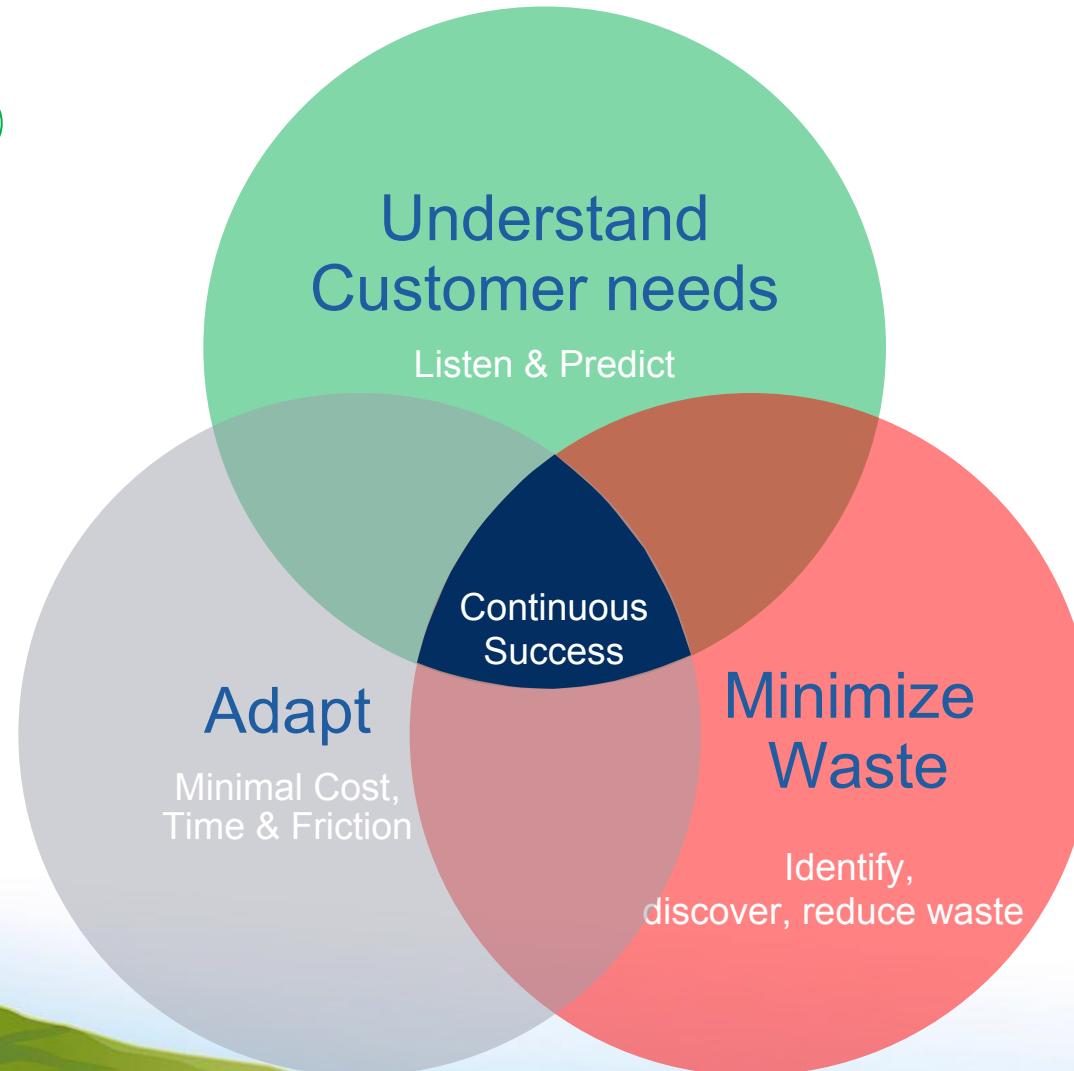 Understand
Customer needs
Listen & Predict
Continuous
Success
Adapt
Minimal Cost,
Time & Friction
Minimize
Waste
Identify,
discover, reduce waste